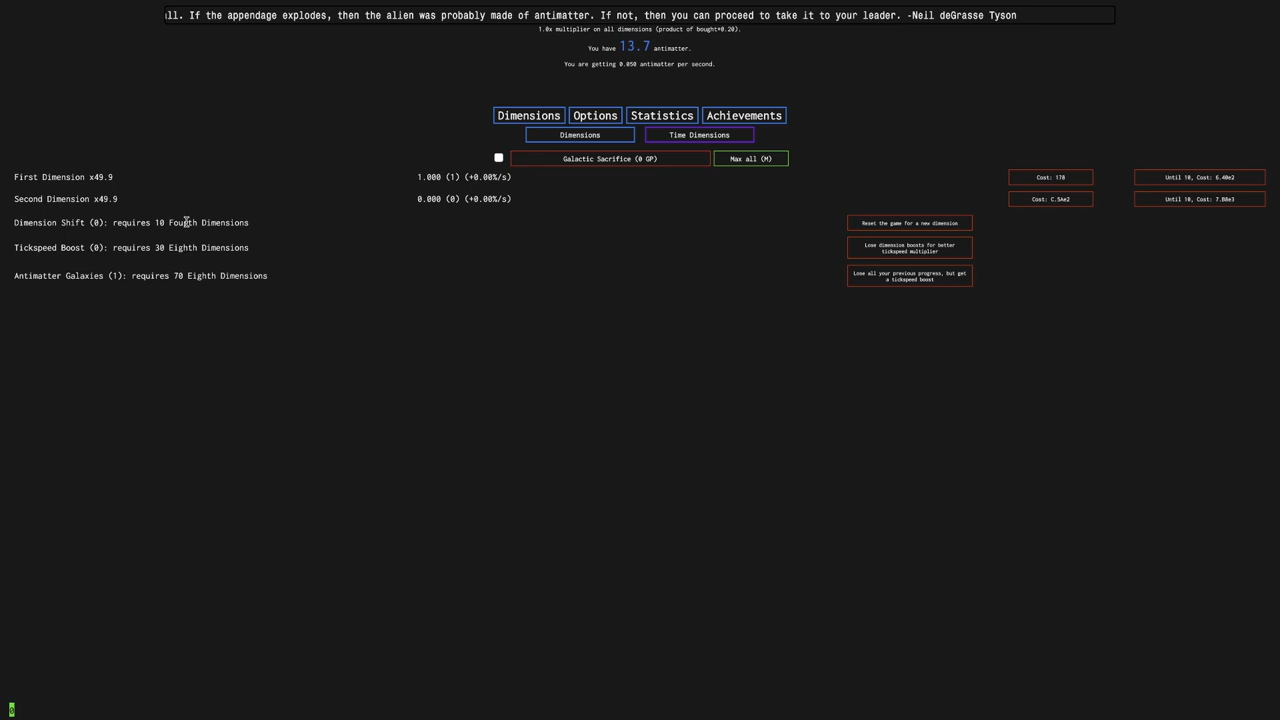 ll. If the appendage explodes, then the alien was probably made of antimatter. If not, then you can proceed to take it to your leader. -Neil deGrasse Tyson
1.0x multiplier on all dimensions (product of bought*0.20).
You have 13.7 antimatter.
You are getting 0.050 antimatter per second.
Dimensions Options Statistics Achievements
Dimensions Time Dimensions
Galactic Sacrifice (0 GP) Max all (M)
First Dimension x49.9 1.000 (1) (+0.00%/s) Cost: 178 Until 10, Cost: 6.40e2
Second Dimension x49.9 0.000 (0) (+0.00%/s) Cost: C.5Ae2 Until 10, Cost: 7.B8e3
Dimension Shift (0): requires 10 Fourth Dimensions Reset the game for a new dimension
Tickspeed Boost (0): requires 30 Eighth Dimensions Lose dimension boosts for better
tickspeed multiplier
Antimatter Galaxies (1): requires 70 Eighth Dimensions Lose all your previous progress, but get
a tickspeed boost
0